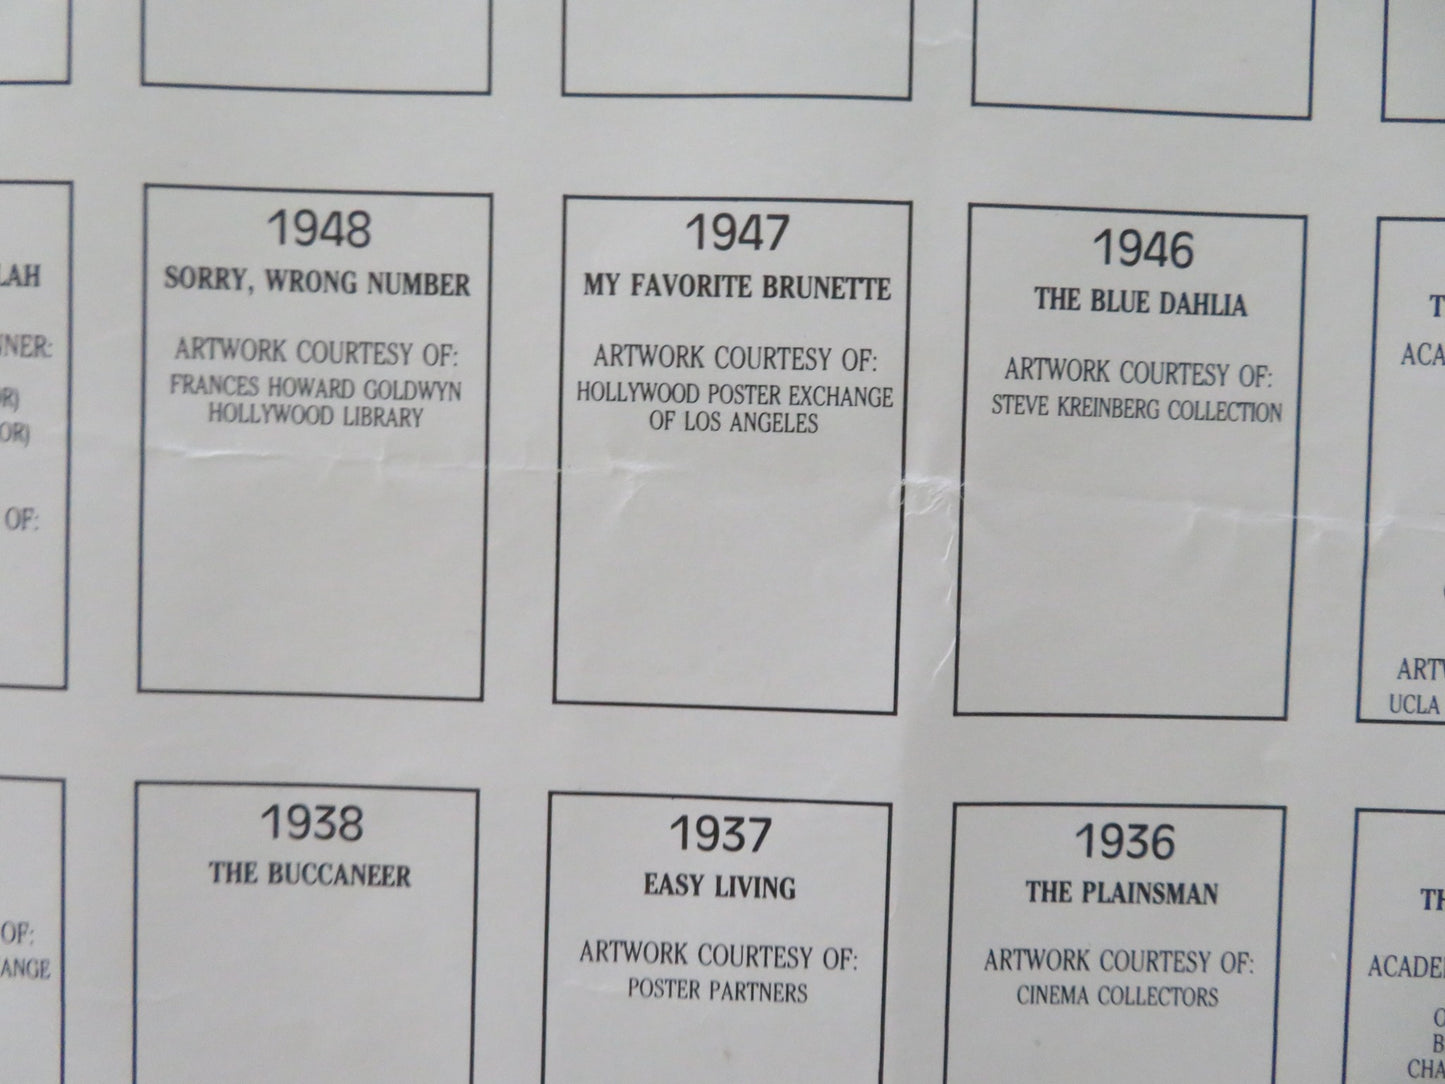 LAH
NER:
R)
OR)
OF:
1948
SORRY, WRONG NUMBER
ARTWORK COURTESY OF:
FRANCES HOWARD GOLDWYN
HOLLYWOOD LIBRARY
1947
MY FAVORITE BRUNETTE
ARTWORK COURTESY OF:
HOLLYWOOD POSTER EXCHANGE
OF LOS ANGELES
1946
THE BLUE DAHLIA
ARTWORK COURTESY OF:
STEVE KREINBERG COLLECTION
T
ACA
ARTW
UCLA
OF:
ANGE
1938
THE BUCCANEER
1937
EASY LIVING
ARTWORK COURTESY OF:
POSTER PARTNERS
1936
THE PLAINSMAN
ARTWORK COURTESY OF:
CINEMA COLLECTORS
TH
ACADE
B
CHA